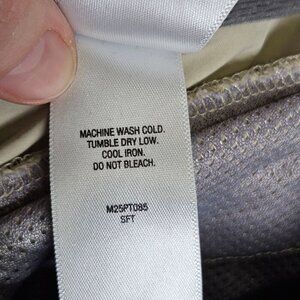 MACHINE WASH COLD.
TUMBLE DRY LOW.
COOL IRON.
DO NOT BLEACH.
M25PT085
SFT